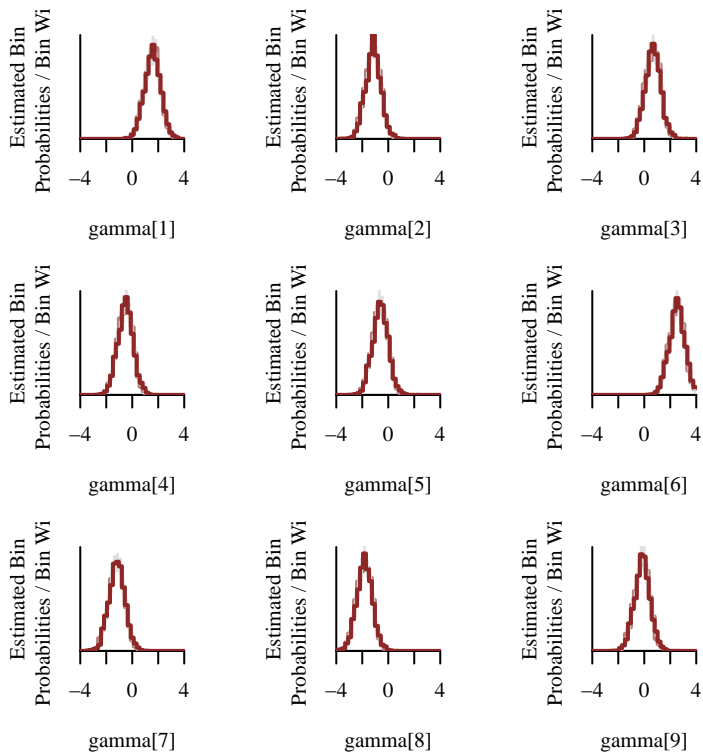 Estimated Bin
Probabilities / Bin Wi
−4 0 4
gamma[1]
Estimated Bin
Probabilities / Bin Wi
−4 0 4
gamma[2]
Estimated Bin
Probabilities / Bin Wi
−4 0 4
gamma[3]
Estimated Bin
Probabilities / Bin Wi
−4 0 4
gamma[4]
Estimated Bin
Probabilities / Bin Wi
−4 0 4
gamma[5]
Estimated Bin
Probabilities / Bin Wi
−4 0 4
gamma[6]
Estimated Bin
Probabilities / Bin Wi
−4 0 4
gamma[7]
Estimated Bin
Probabilities / Bin Wi
−4 0 4
gamma[8]
Estimated Bin
Probabilities / Bin Wi
−4 0 4
gamma[9]